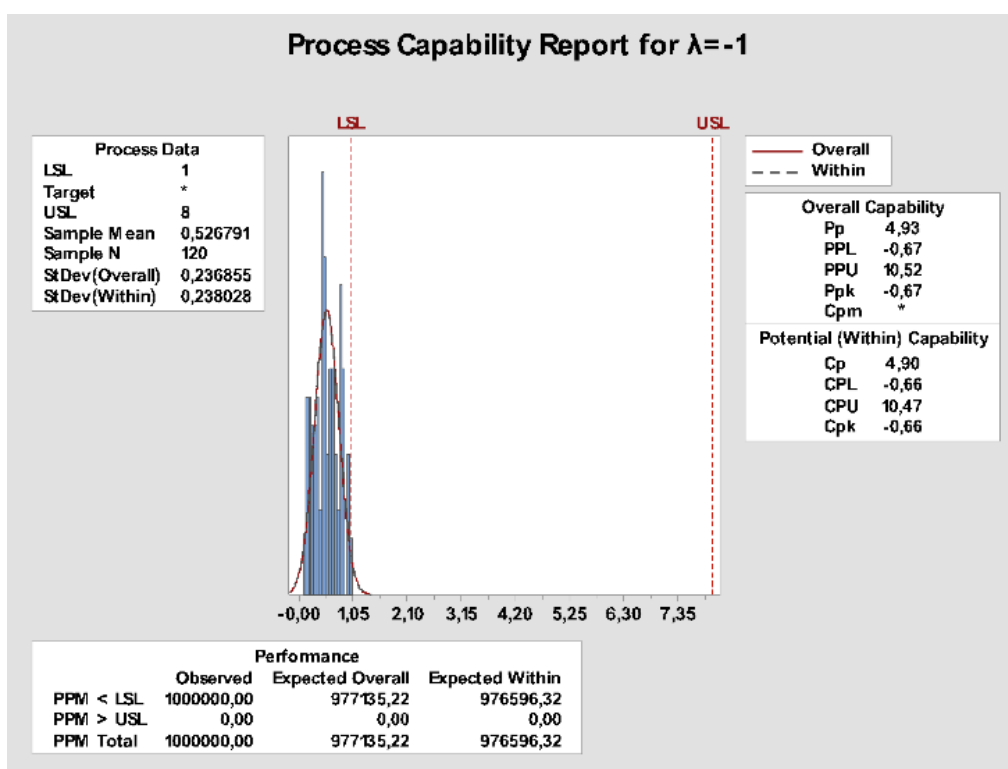 Process Capability Report for λ=-1
LSL USL
Process Data
LSL 1
Target *
USL 8
Sample Mean 0,526791
Sample N 120
StDev(Overall) 0,236855
StDev(Within) 0,238028
Overall
Within
Overall Capability
Pp 4,93
PPL -0,67
PPU 10,52
Ppk -0,67
Cpm *
Potential (Within) Capability
Cp 4,90
CPL -0,66
CPU 10,47
Cpk -0,66
-0,00 1,05 2,10 3,15 4,20 5,25 6,30 7,35
Performance
Observed Expected Overall Expected Within
PPM < LSL 1000000,00 977135,22 976596,32
PPM > USL 0,00 0,00 0,00
PPM Total 1000000,00 977135,22 976596,32